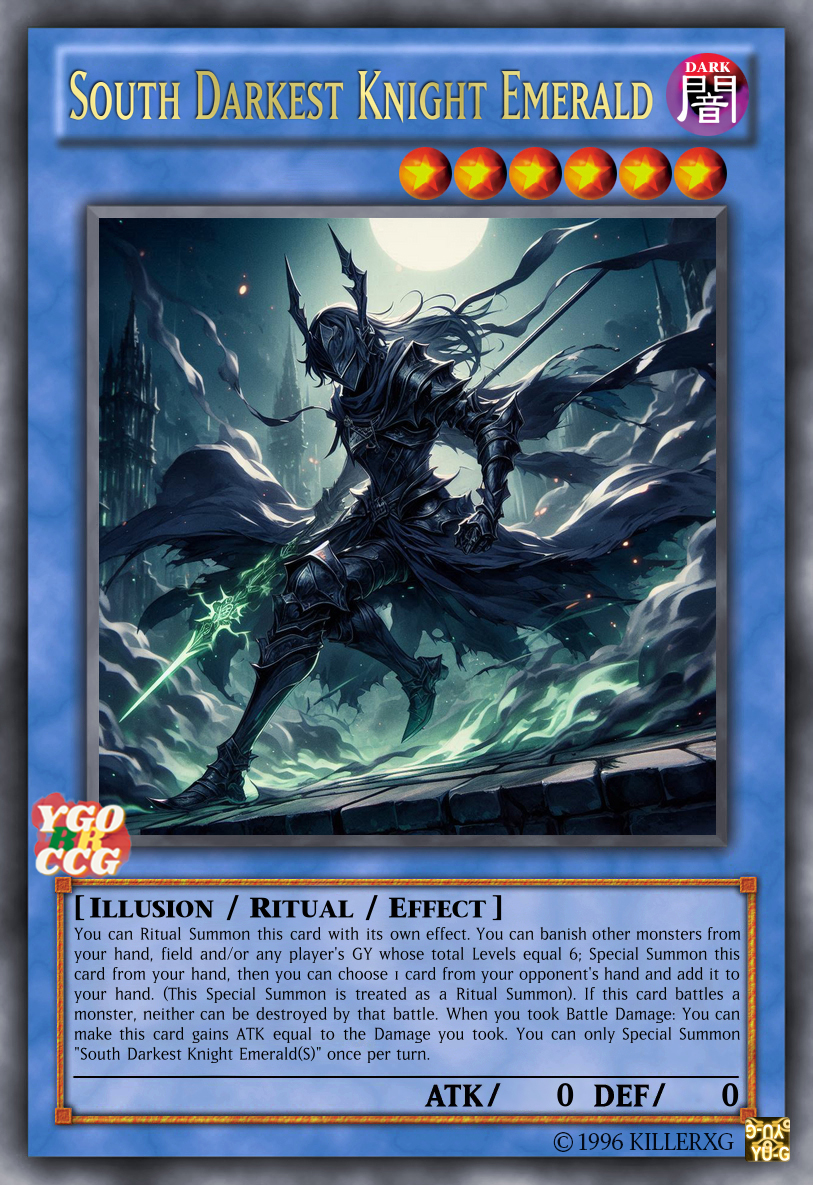 South Darkest Knight Emerald
DARK
闇
YGO
RR
CCG
[ Illusion / Ritual / Effect ]
You can Ritual Summon this card with its own effect. You can banish other monsters from
your hand, field and/or any player's GY whose total Levels equal 6; Special Summon this
card from your hand, then you can choose 1 card from your opponent's hand and add it to
your hand. (This Special Summon is treated as a Ritual Summon). If this card battles a
monster, neither can be destroyed by that battle. When you took Battle Damage: You can
make this card gains ATK equal to the Damage you took. You can only Special Summon
"South Darkest Knight Emerald(S)" once per turn.
ATK/ 0 DEF/ 0
© 1996 KILLERXG